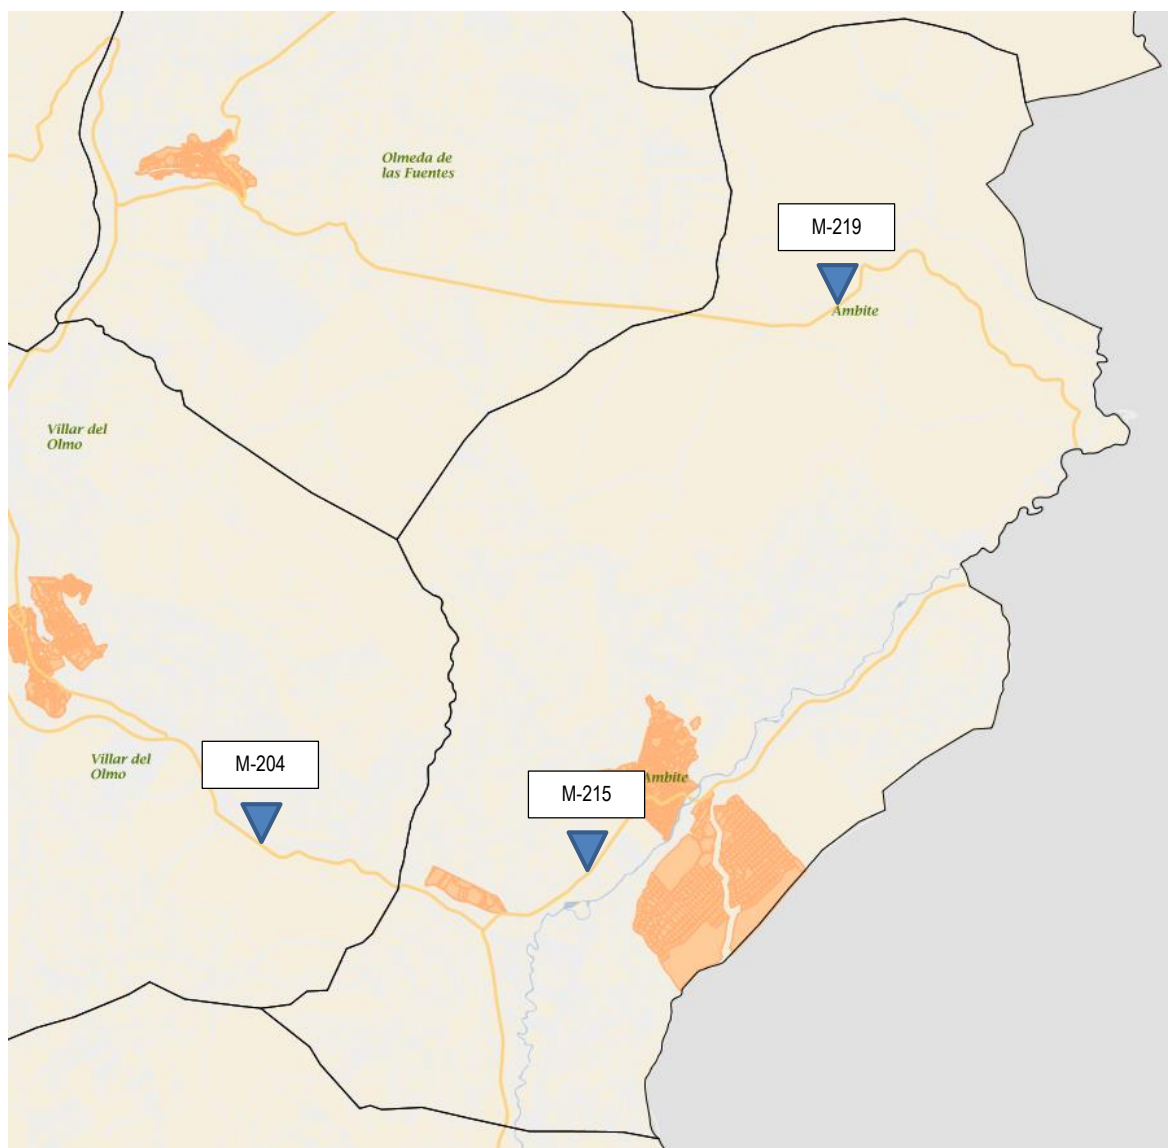 Olmeda de
las Fuentes
M-219
Ambite
Villar del
Olmo
M-204
Villar del
Olmo
M-215
Ambite